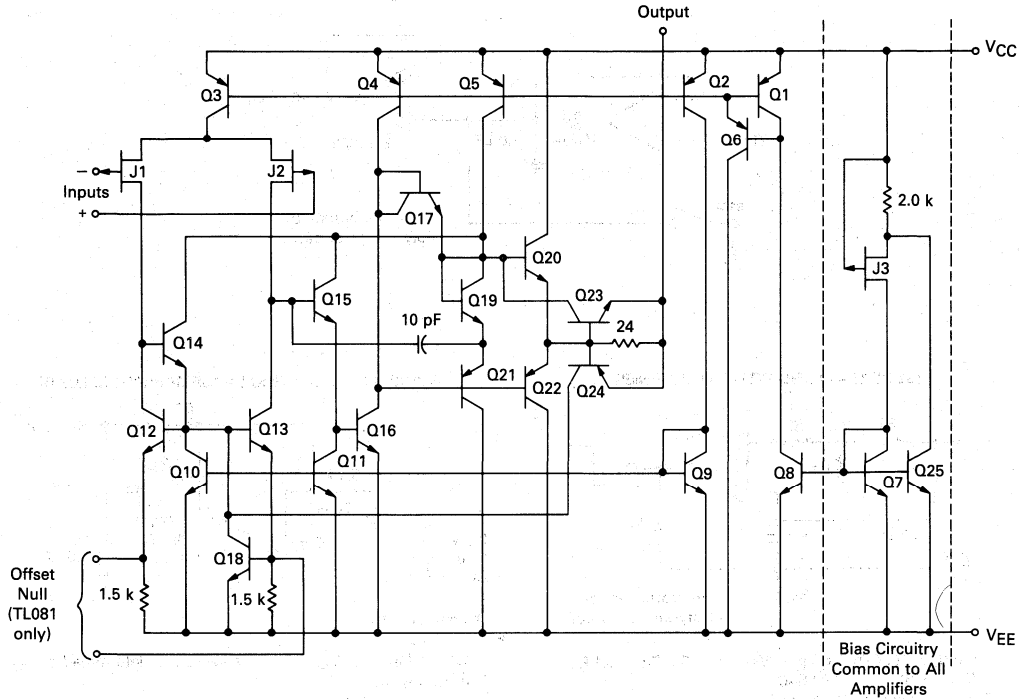 Output
VCC
Q3
Q4
Q5
Q2
Q1
Q6
−
J1
J2
Inputs
+
Q17
2.0 k
J3
Q20
Q15
Q19
Q23
10 pF
24
Q14
Q21
Q22
Q24
Q12
Q13
Q16
Q10
Q11
Q9
Q8
Q7
Q25
Q18
Offset
Null
(TL081
only)
1.5 k
1.5 k
VEE
Bias Circuitry
Common to All
Amplifiers